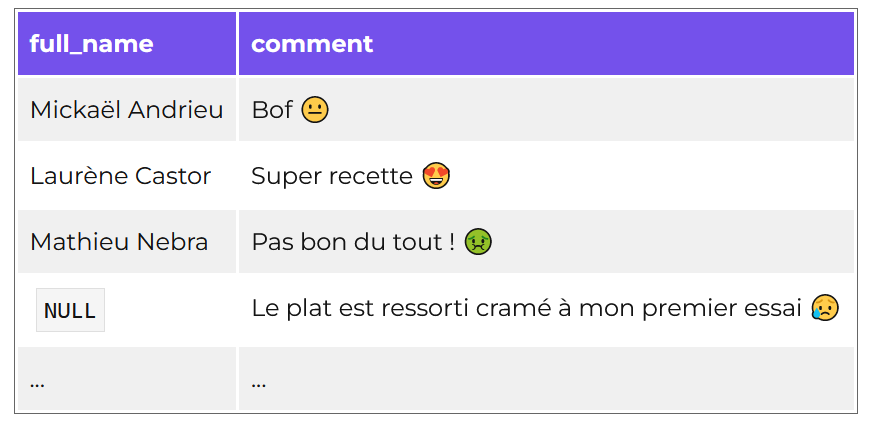 full_name comment
Mickaël Andrieu Bof 😐
Laurène Castor Super recette 😍
Mathieu Nebra Pas bon du tout ! 🤢
NULL Le plat est ressorti cramé à mon premier essai 😥
... ...